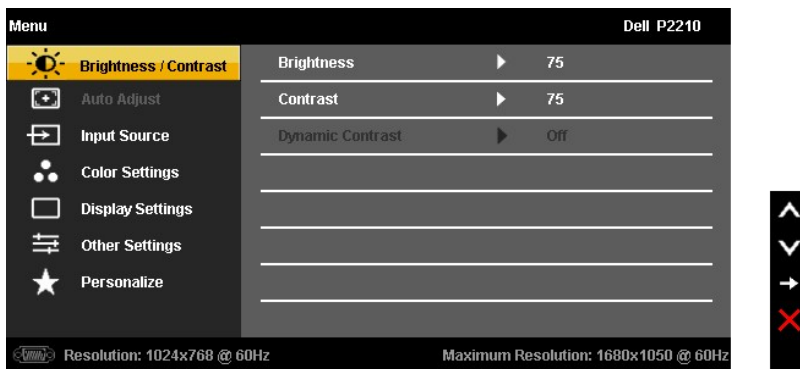 Menu Dell P2210
Brightness / Contrast Brightness 75
Auto Adjust Contrast 75
Input Source Dynamic Contrast Off
Color Settings
Display Settings
Other Settings
Personalize
Resolution: 1024x768 @ 60Hz Maximum Resolution: 1680x1050 @ 60Hz